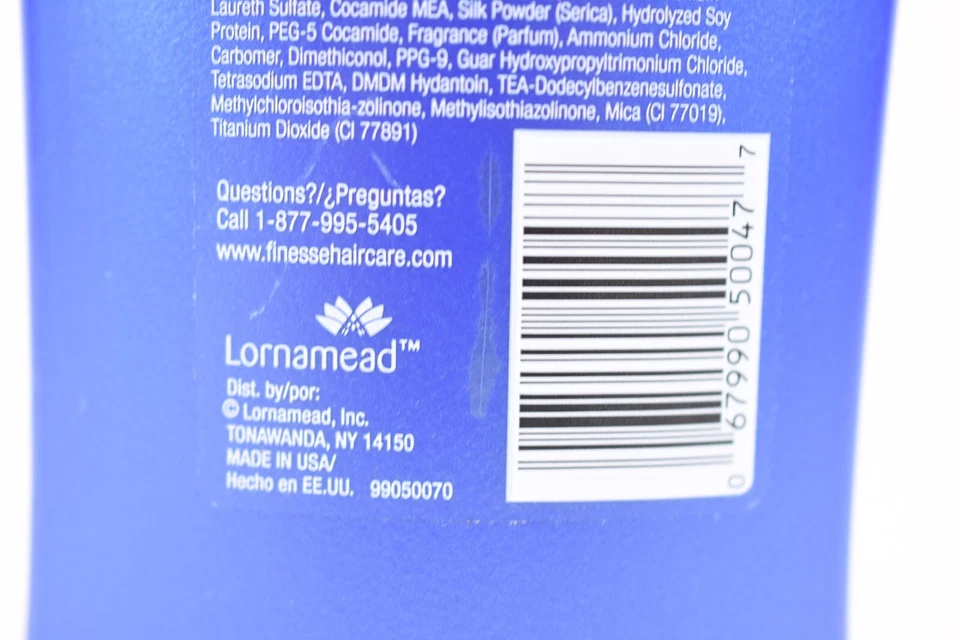 Laureth Sulfate, Cocamide MEA, Silk Powder (Serica), Hydrolyzed Soy
Protein, PEG-5 Cocamide, Fragrance (Parfum), Ammonium Chloride,
Carbomer, Dimethiconol, PPG-9, Guar Hydroxypropyltrimonium Chloride,
Tetrasodium EDTA, DMDM Hydantoin, TEA-Dodecylbenzenesulfonate,
Methylchloroisothia-zolinone, Methylisothiazolinone, Mica (CI 77019),
Titanium Dioxide (CI 77891)
Questions?/¿Preguntas?
Call 1-877-995-5405
www.finessehaircare.com
Lornamead™
Dist. by/por:
© Lornamead, Inc.
TONAWANDA, NY 14150
MADE IN USA/
Hecho en EE.UU. 99050070
0 67990 50047 7